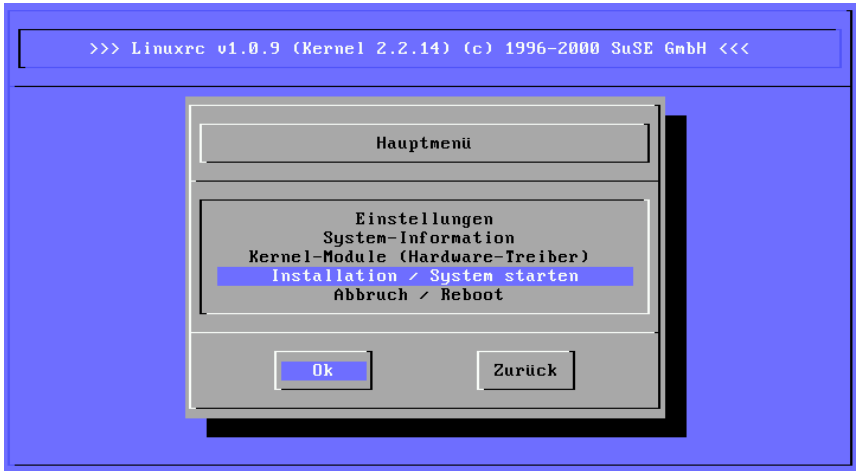 >>> Linuxrc v1.0.9 (Kernel 2.2.14) (c) 1996-2000 SuSE GmbH <<<
Hauptmenü
Einstellungen
System-Information
Kernel-Module (Hardware-Treiber)
Installation / System starten
Abbruch / Reboot
Ok
Zurück